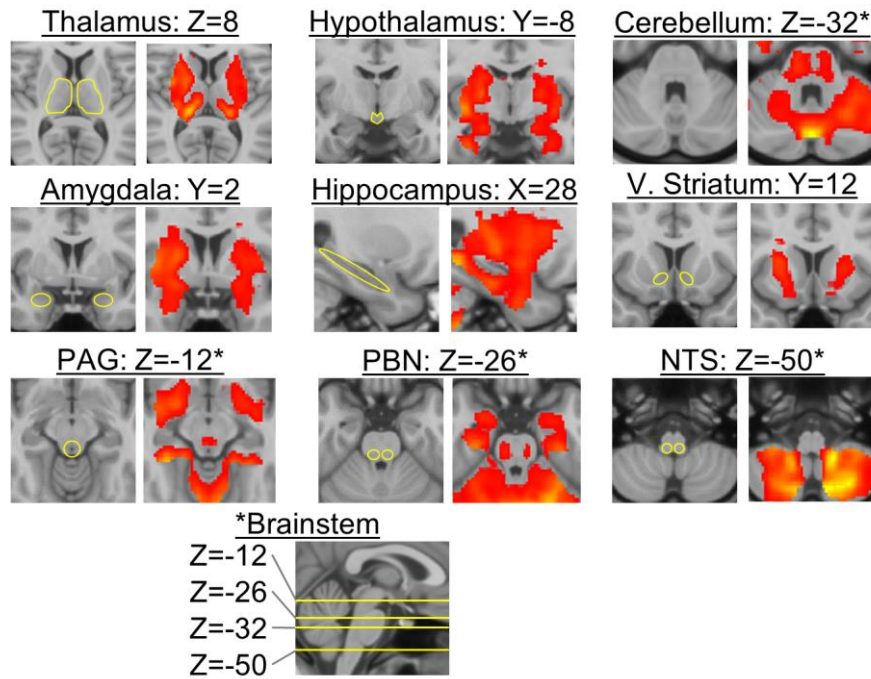 Thalamus: Z=8
Hypothalamus: Y=-8
Cerebellum: Z=-32*
Amygdala: Y=2
Hippocampus: X=28
V. Striatum: Y=12
PAG: Z=-12*
PBN: Z=-26*
NTS: Z=-50*
*Brainstem
Z=-12
Z=-26
Z=-32
Z=-50